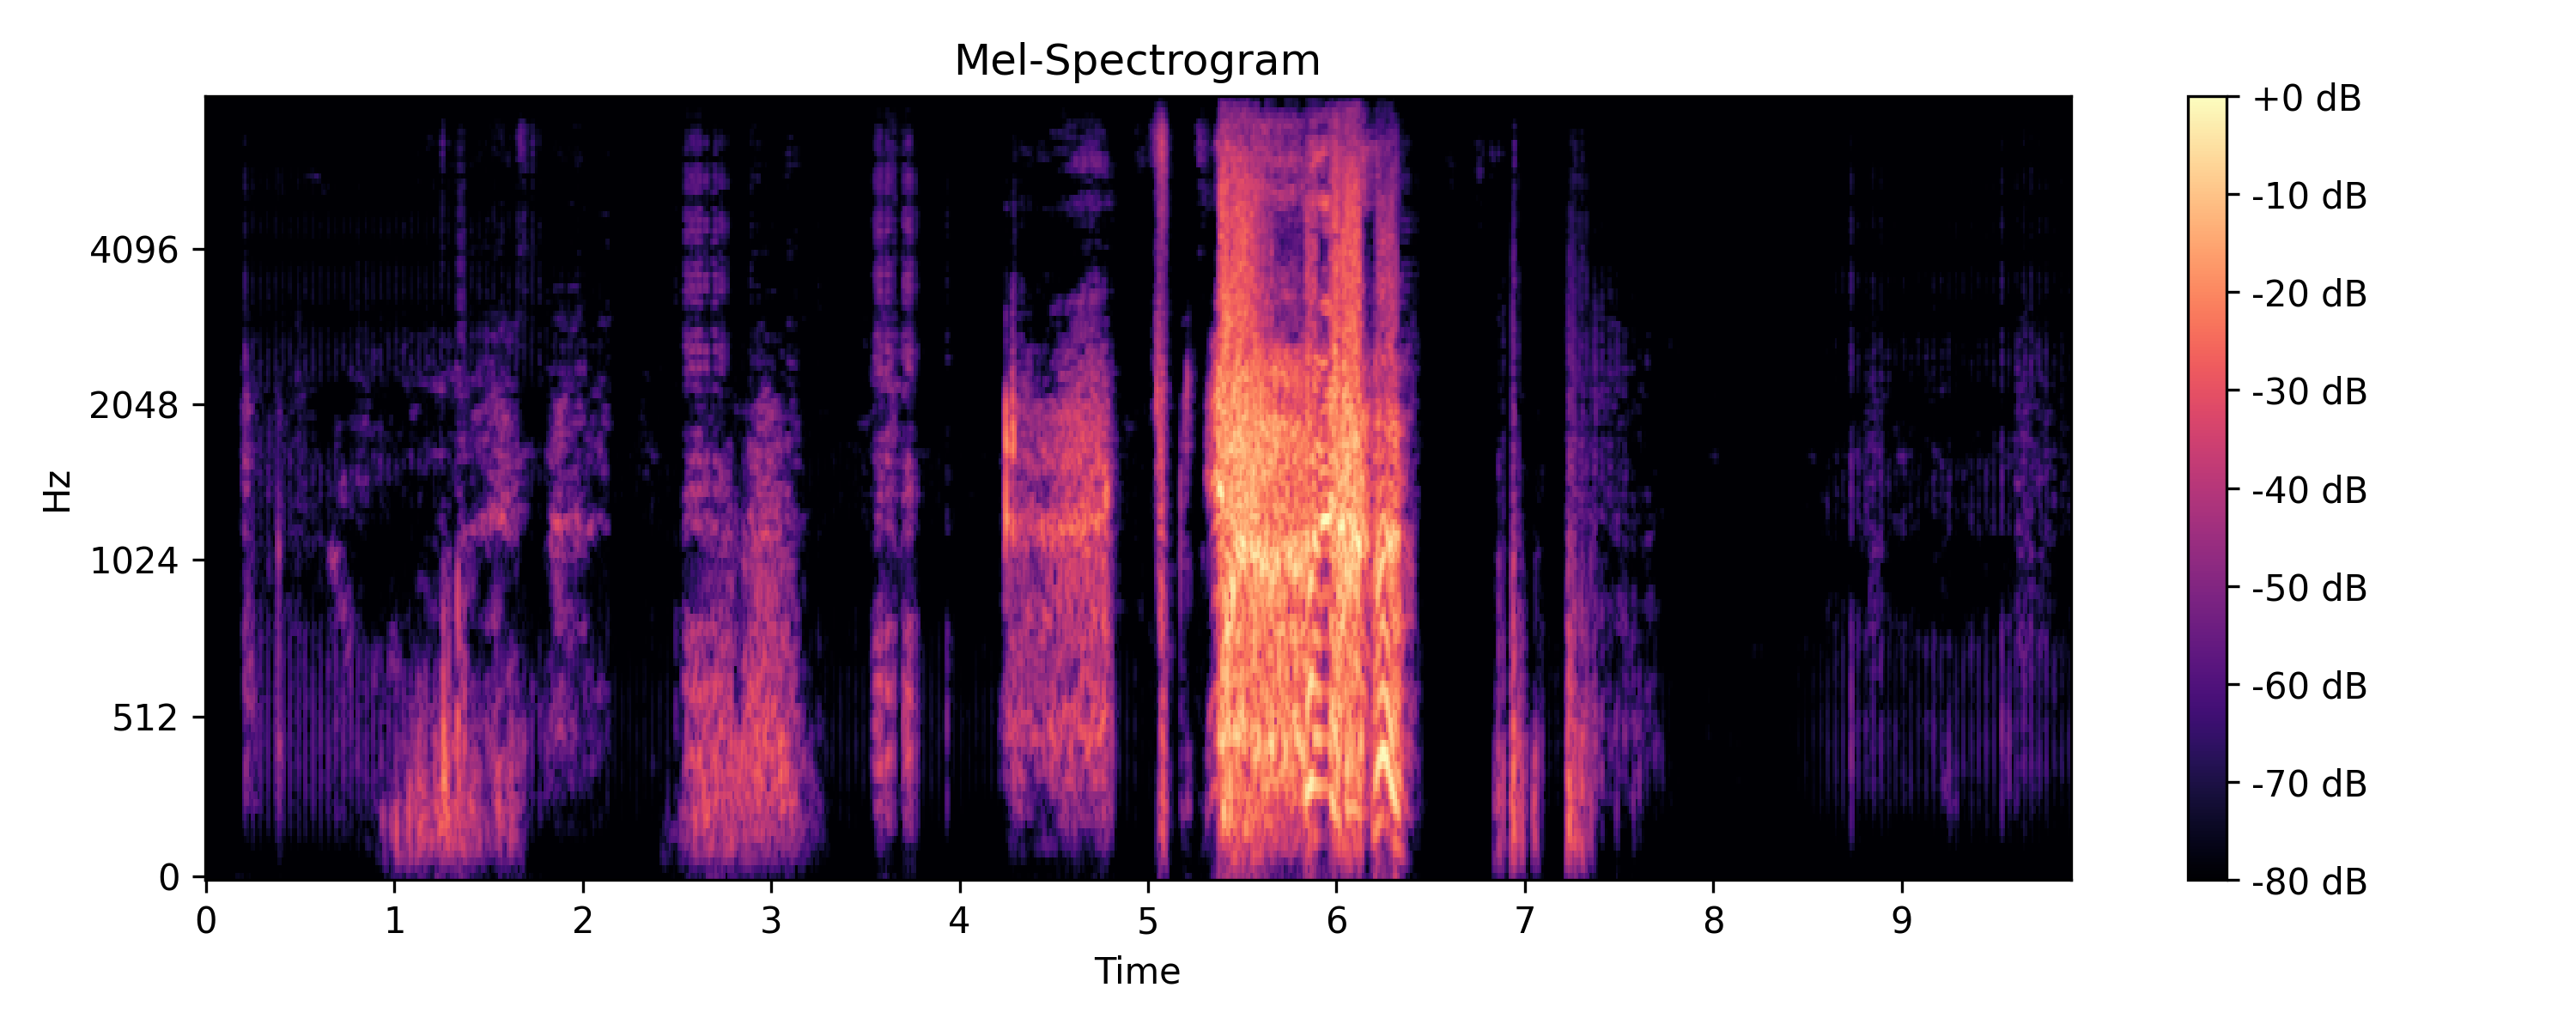 Mel-Spectrogram
+0 dB
-10 dB
-20 dB
-30 dB
-40 dB
-50 dB
-60 dB
-70 dB
-80 dB
Hz
4096
2048
1024
512
0
0 1 2 3 4 5 6 7 8 9
Time